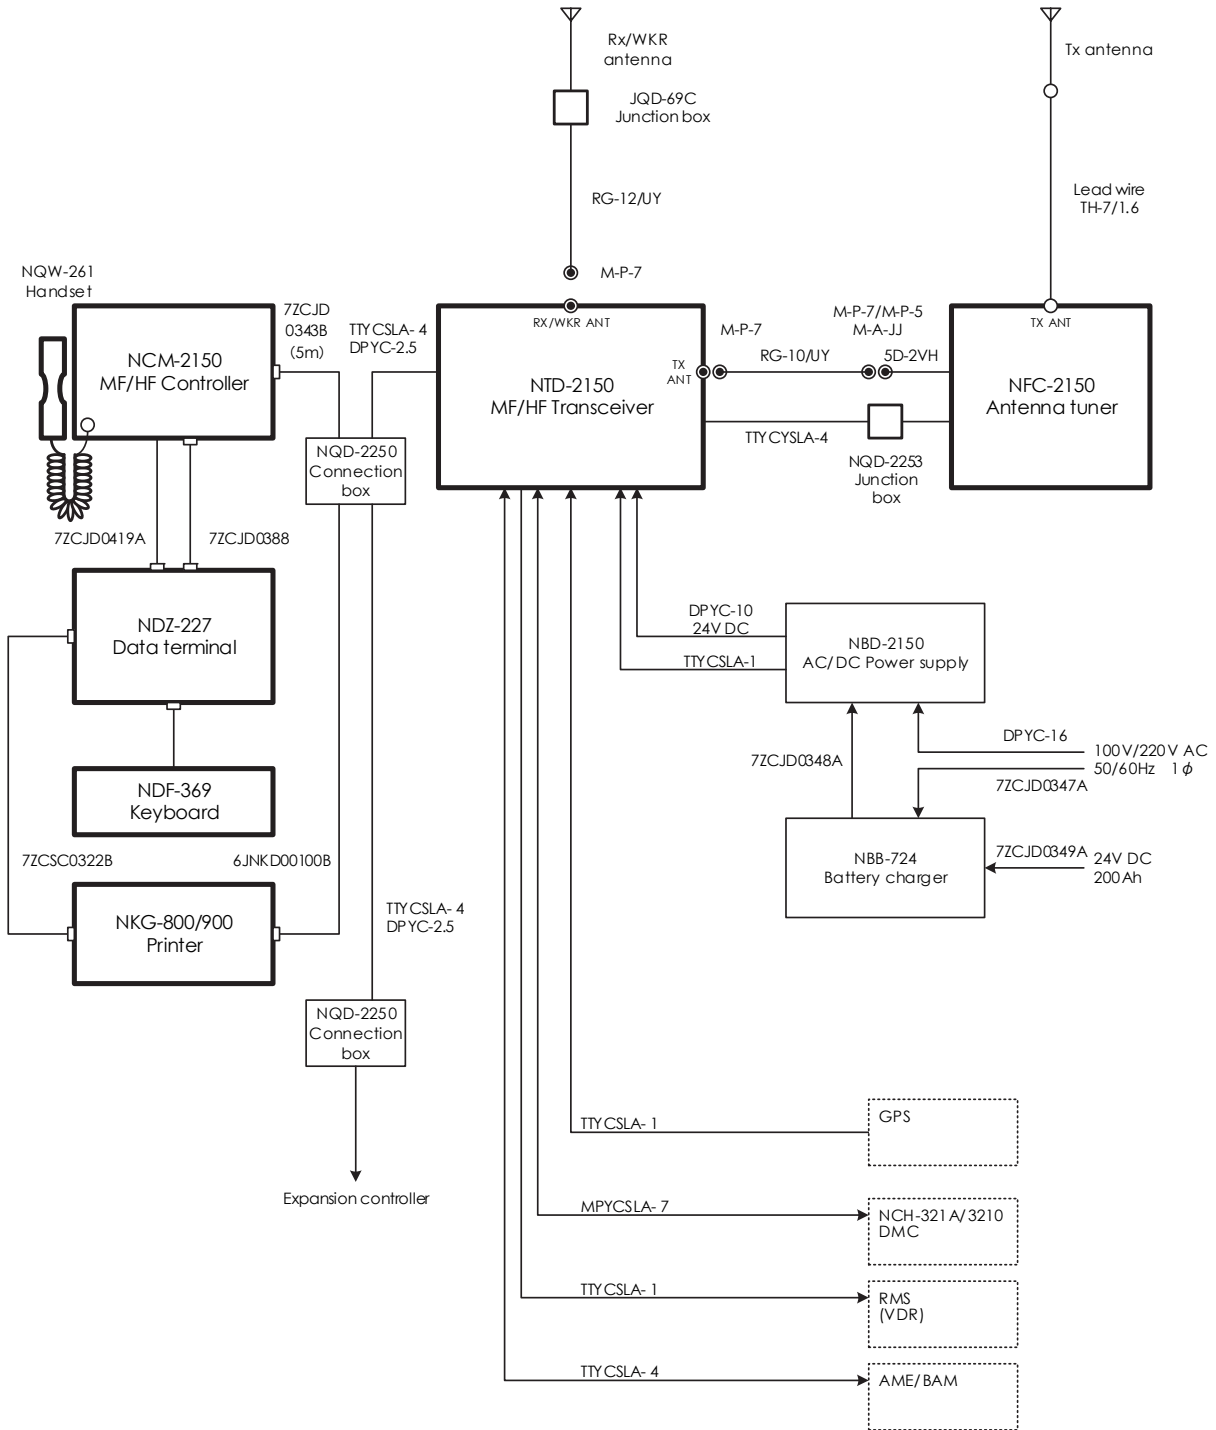 Rx/WKR
antenna
Tx antenna
JQD-69C
Junction box
RG-12/UY
Lead wire
TH-7/1.6
M-P-7
NQW-261
Handset
7ZCJD
0343B
(5m)
TTYCSLA- 4
DPYC-2.5
RX/WKR ANT
M-P-7
M-P-7/M-P-5
M-A-JJ
TX ANT
NCM-2150
MF/HF Controller
NTD-2150
MF/HF Transceiver
TX
ANT
RG-10/UY
5D-2VH
NFC-2150
Antenna tuner
TTYCYSLA-4
NQD-2250
Connection
box
NQD-2253
Junction
box
7ZCJD0419A
7ZCJD0388
NDZ-227
Data terminal
DPYC-10
24V DC
TTYCSLA-1
NBD-2150
AC/DC Power supply
NDF-369
Keyboard
7ZCJD0348A
DPYC-16
100V/220V AC
50/60Hz 1ϕ
7ZCJD0347A
7ZCSC0322B
6JNKD00100B
NBB-724
Battery charger
7ZCJD0349A
24V DC
200Ah
NKG-800/900
Printer
TTYCSLA- 4
DPYC-2.5
NQD-2250
Connection
box
Expansion controller
TTYCSLA- 1
GPS
MPYCSLA- 7
NCH-321A/3210
DMC
TTYCSLA- 1
RMS
(VDR)
TTYCSLA- 4
AME/BAM